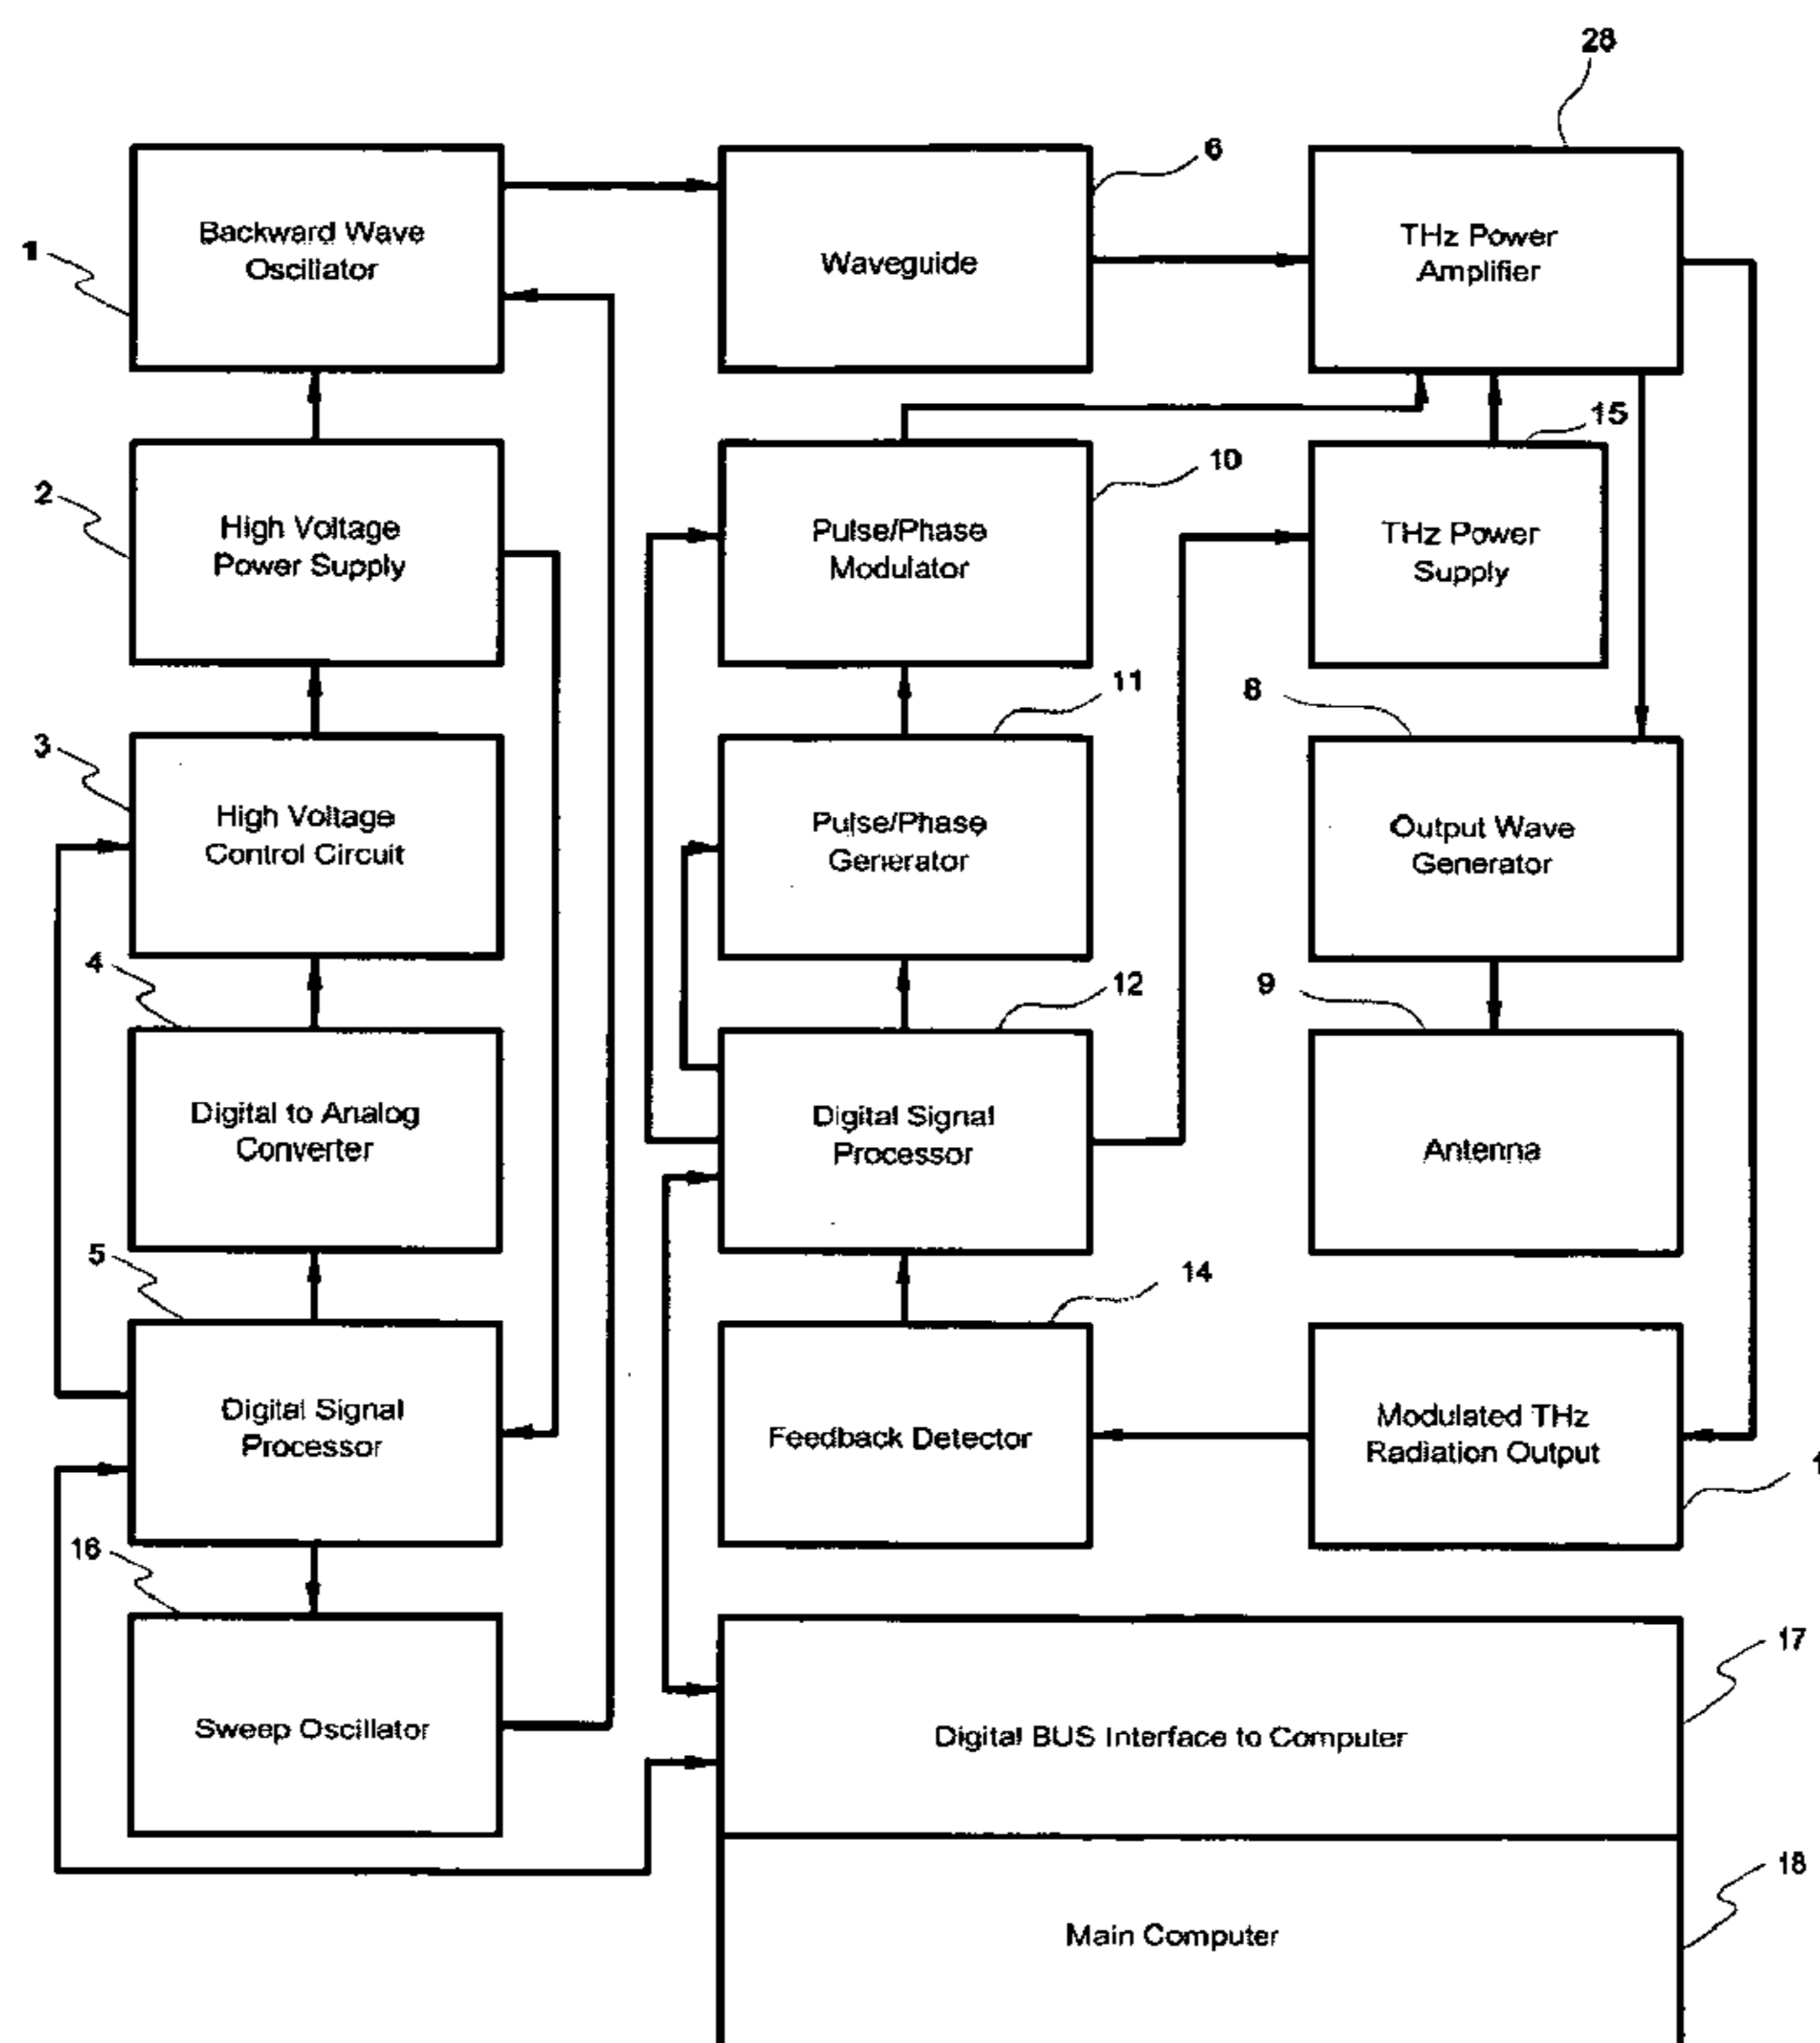 28
1
Backward Wave
Oscillator
6
Waveguide
THz Power
Amplifier
2
High Voltage
Power Supply
10
Pulse/Phase
Modulator
15
THz Power
Supply
3
High Voltage
Control Circuit
11
Pulse/Phase
Generator
8
Output Wave
Generator
4
Digital to Analog
Converter
12
Digital Signal
Processor
9
Antenna
5
Digital Signal
Processor
14
Feedback Detector
Modulated THz
Radiation Output
16
Sweep Oscillator
17
Digital BUS Interface to Computer
18
Main Computer